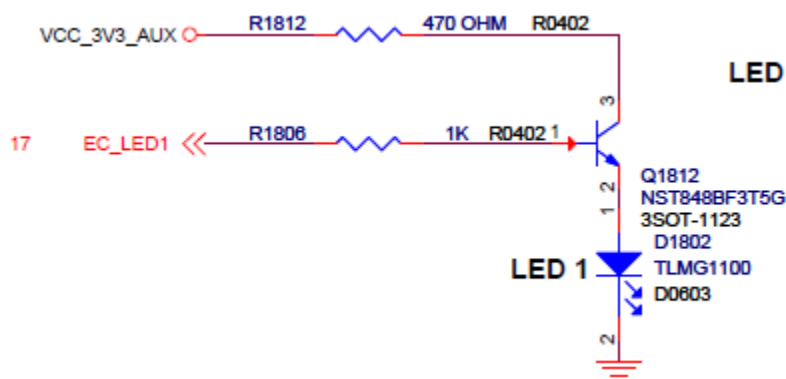 VCC_3V3_AUX R1812 470 OHM R0402
LED
3
17 EC_LED1 R1806 1K R0402 1
2
Q1812
NST848BF3T5G
3SOT-1123
1
D1802
LED 1 TLMG1100
D0603
2